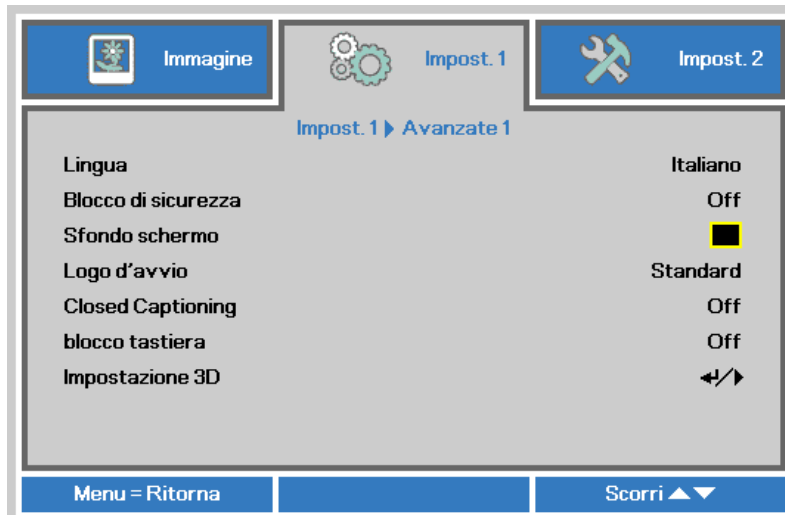 Immagine
Impost. 1
Impost. 2
Impost. 1 ▶ Avanzate 1
Lingua Italiano
Blocco di sicurezza Off
Sfondo schermo
Logo d'avvio Standard
Closed Captioning Off
blocco tastiera Off
Impostazione 3D ↵/▶
Menu = Ritorna
Scorri ▲▼